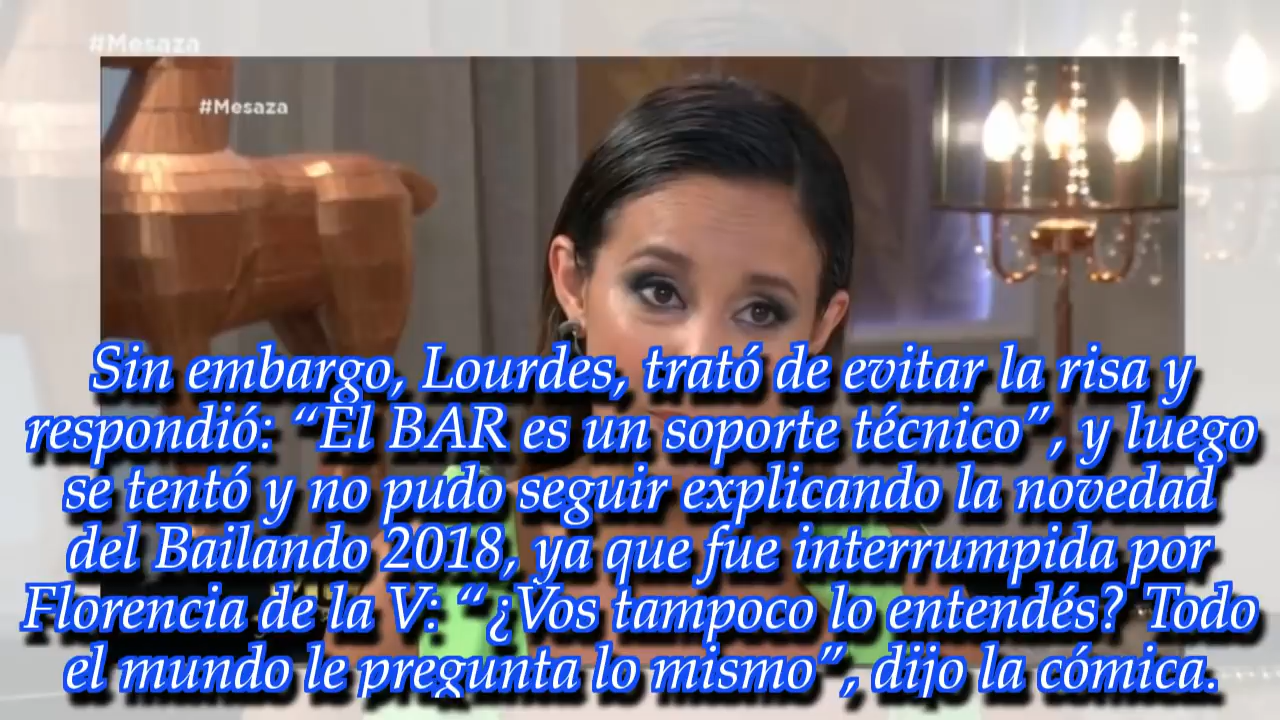 #Mesaza
#Mesaza
Sin embargo, Lourdes, trató de evitar la risa y
respondió: “El BAR es un soporte técnico”, y luego
se tentó y no pudo seguir explicando la novedad
del Bailando 2018, ya que fue interrumpida por
Florencia de la V: “¿Vos tampoco lo entendés? Todo
el mundo le pregunta lo mismo”, dijo la cómica.